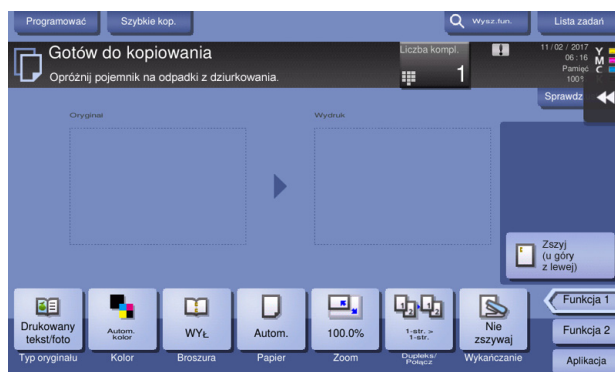 Programować
Szybkie kop.
Wysz.fun.
Lista zadań
Gotów do kopiowania
Opróżnij pojemnik na odpadki z dziurkowania.
Liczba kompl.
1
11/02/ 2017
06:16
Pamięć
100%
Y
M
C
Sprawdź
Oryginał
Wydruk
Zszyj
(u góry
z lewej)
Drukowany
tekst/foto
Autom.
kolor
WYŁ.
Autom.
100.0%
1-str. >
1-str.
Nie
zszywaj
Typ oryginału
Kolor
Broszura
Papier
Zoom
Dupleks/
Połącz
Wykańczanie
Funkcja 1
Funkcja 2
Aplikacja